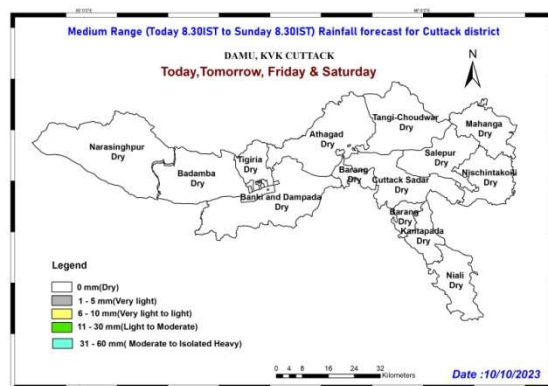 Medium Range (Today 8.30IST to Sunday 8.30IST) Rainfall forecast for Cuttack district
DAMU, KVK CUTTACK
Today,Tomorrow, Friday & Saturday
N
Narasinghpur
Dry
Badamba
Dry
Tigiria
Dry
Banki and Dampada
Dry
Athagad
Dry
Tangi-Choudwar
Dry
Mahanga
Dry
Salepur
Dry
Nischintakoili
Dry
Barang
Dry
Cuttack Sadar
Dry
Barang
Dry
Kantapada
Dry
Niali
Dry
Legend
0 mm(Dry)
1 - 5 mm(Very light)
6 - 10 mm(Very light to light)
11 - 30 mm(Light to Moderate)
31 - 60 mm( Moderate to Isolated Heavy)
0 4 8 16 24 32
Kilometers
Date :10/10/2023